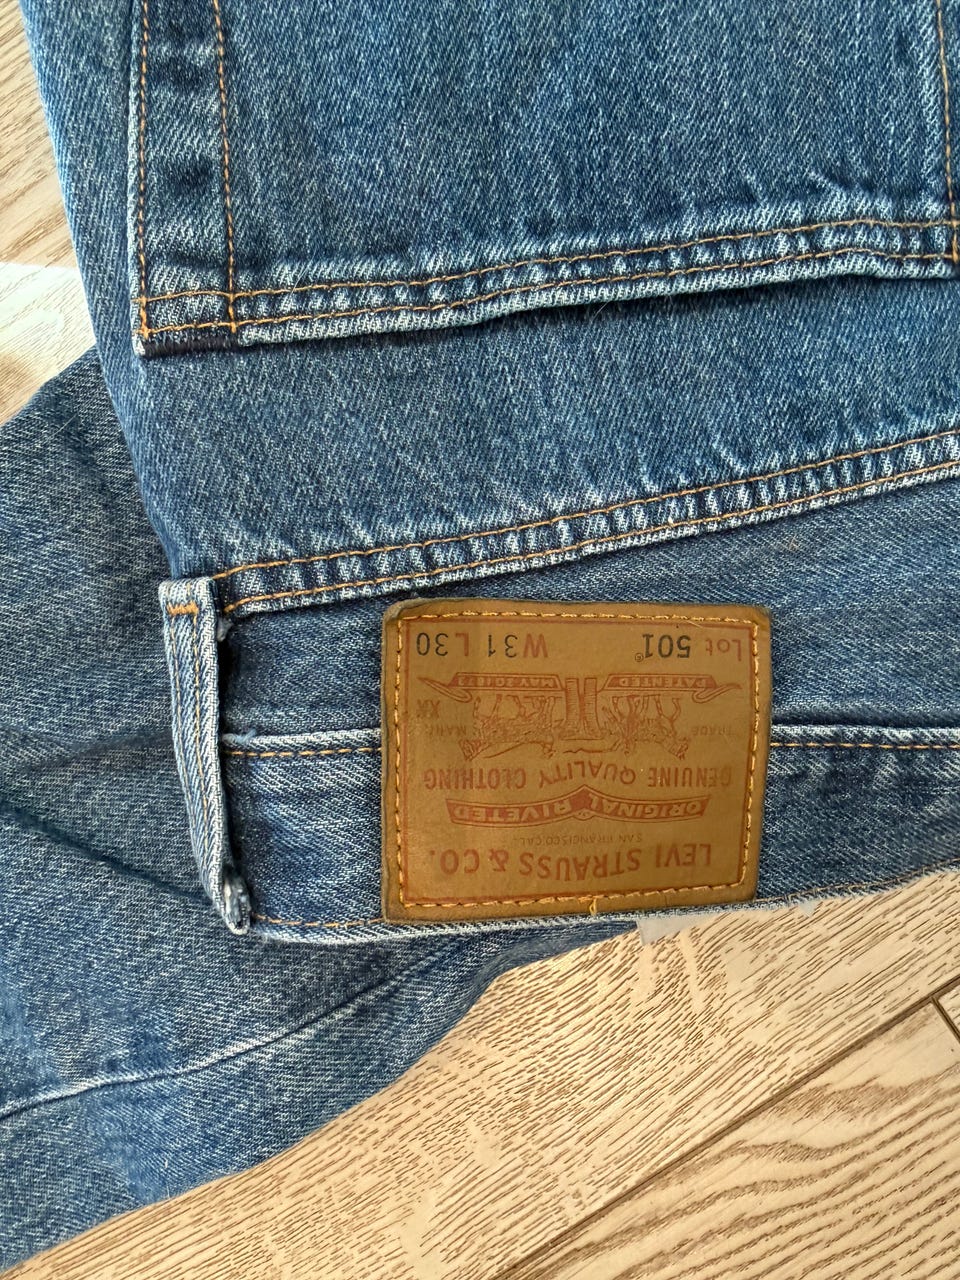 LEVI STRAUSS & CO.
SAN FRANCISCO, CAL.
ORIGINAL RIVETED
GENUINE QUALITY CLOTHING
TRADE MARK
XX
PATENTED MAY 20 1873
Lot 501® W31 L30